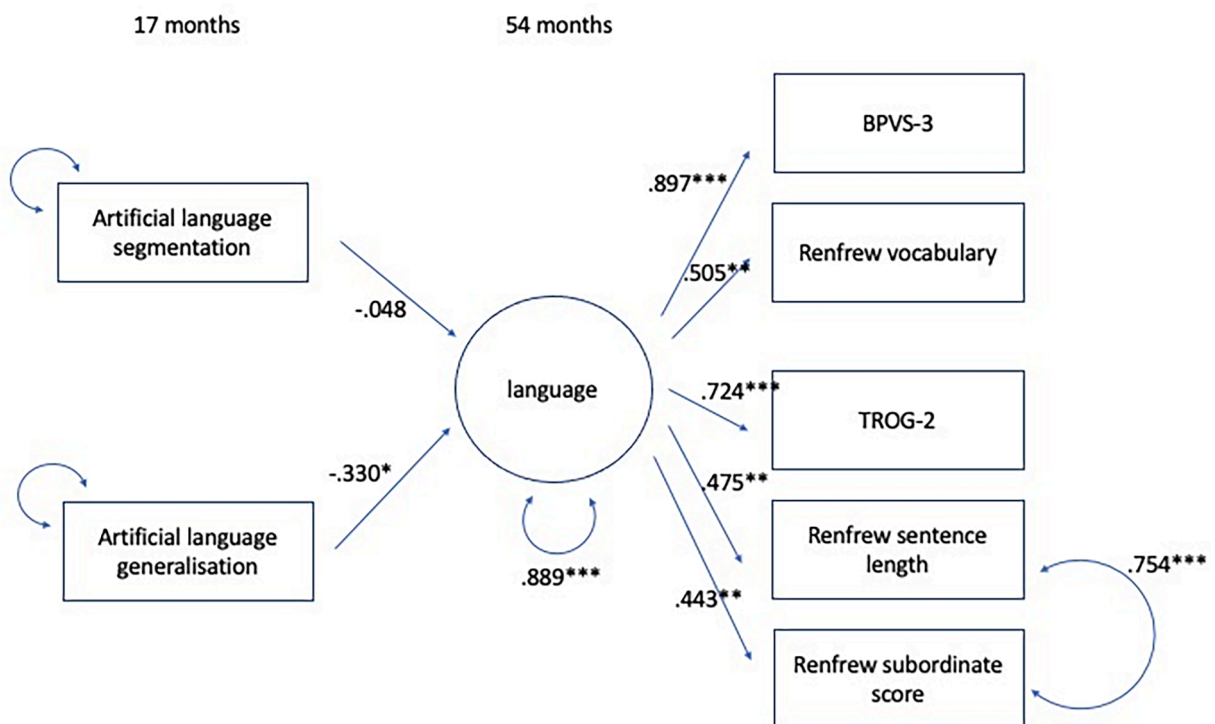 17 months
54 months
BPVS-3
.897***
Artificial language
segmentation
Renfrew vocabulary
.505**
-.048
language
.724***
TROG-2
-.330*
.475**
Artificial language
generalisation
Renfrew sentence
length
.889***
.754***
.443**
Renfrew subordinate
score